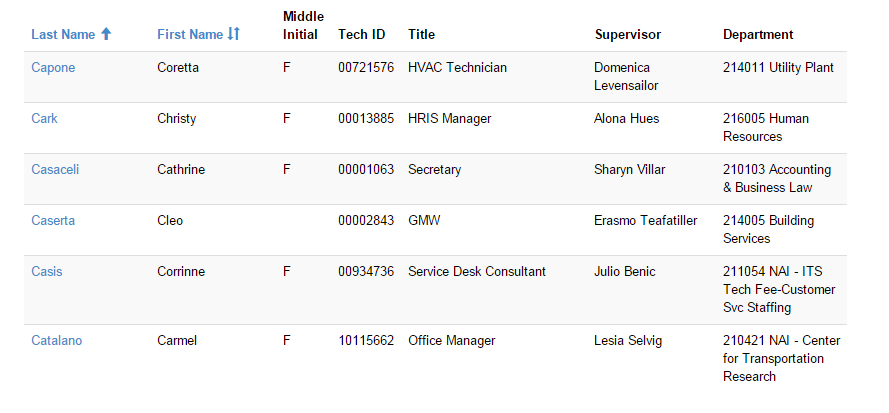 Last Name First Name Middle Initial Tech ID Title Supervisor Department
Capone Coretta F 00721576 HVAC Technician Domenica Levensailor 214011 Utility Plant
Cark Christy F 00013885 HRIS Manager Alona Hues 216005 Human Resources
Casaceli Cathrine F 00001063 Secretary Sharyn Villar 210103 Accounting & Business Law
Caserta Cleo 00002843 GMW Erasmo Teafatiller 214005 Building Services
Casis Corrinne F 00934736 Service Desk Consultant Julio Benic 211054 NAI - ITS Tech Fee-Customer Svc Staffing
Catalano Carmel F 10115662 Office Manager Lesia Selvig 210421 NAI - Center for Transportation Research